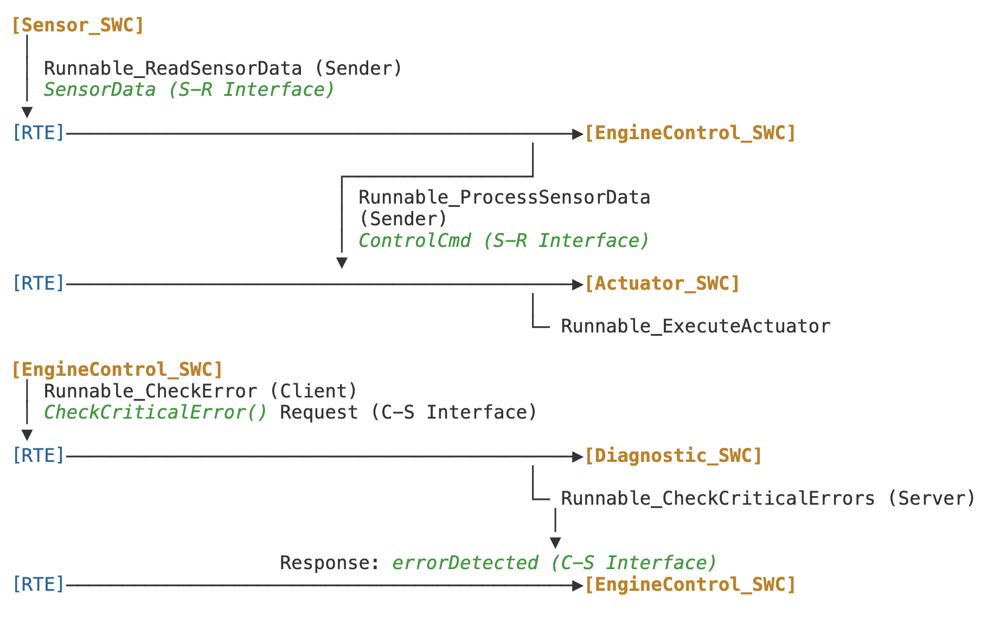 [Sensor_SWC]
Runnable_ReadSensorData (Sender)
SensorData (S-R Interface)
[RTE] [EngineControl_SWC]
Runnable_ProcessSensorData
(Sender)
ControlCmd (S-R Interface)
[RTE] [Actuator_SWC]
Runnable_ExecuteActuator
[EngineControl_SWC]
Runnable_CheckError (Client)
CheckCriticalError() Request (C-S Interface)
[RTE] [Diagnostic_SWC]
Runnable_CheckCriticalErrors (Server)
Response: errorDetected (C-S Interface)
[RTE] [EngineControl_SWC]